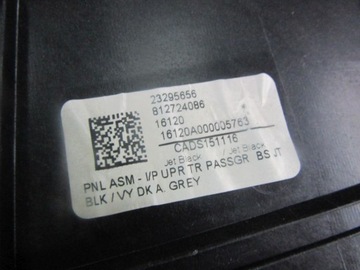 23295656
812724086
16120
16120A000005763
CADS151116
Jet Black / Jet Black
PNL ASM - I/P UPR TR PASSGR BS JT
BLK / VY DK A. GREY